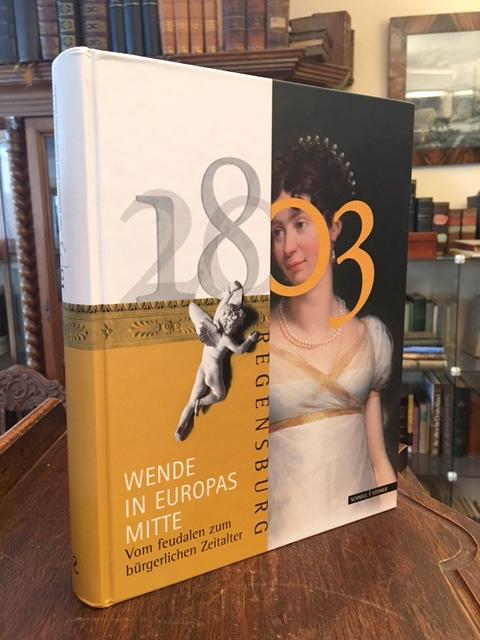 1803
REGENSBURG
WENDE
IN EUROPAS
MITTE
Vom feudalen zum
bürgerlichen Zeitalter
SCHNELL + STEINER